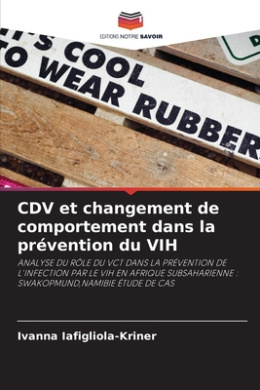 EDITIONS NOTRE SAVOIR
IT'S COOL
TO WEAR RUBBER
CDV et changement de
comportement dans la
prévention du VIH
ANALYSE DU RÔLE DU VCT DANS LA PRÉVENTION DE
L'INFECTION PAR LE VIH EN AFRIQUE SUBSAHARIENNE :
SWAKOPMUND,NAMIBIE ÉTUDE DE CAS
Ivanna Iafigliola-Kriner